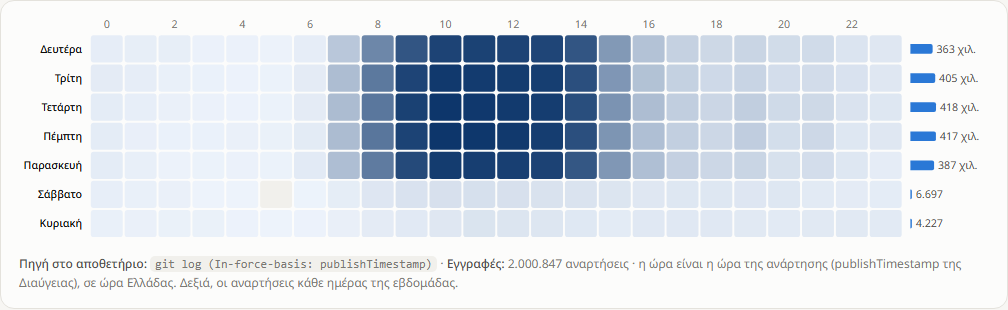 0 2 4 6 8 10 12 14 16 18 20 22
Δευτέρα 363 χιλ.
Τρίτη 405 χιλ.
Τετάρτη 418 χιλ.
Πέμπτη 417 χιλ.
Παρασκευή 387 χιλ.
Σάββατο 6.697
Κυριακή 4.227
Πηγή στο αποθετήριο: git log (In-force-basis: publishTimestamp) · Εγγραφές: 2.000.847 αναρτήσεις · η ώρα είναι η ώρα της ανάρτησης (publishTimestamp της
Διαύγειας), σε ώρα Ελλάδας. Δεξιά, οι αναρτήσεις κάθε ημέρας της εβδομάδας.